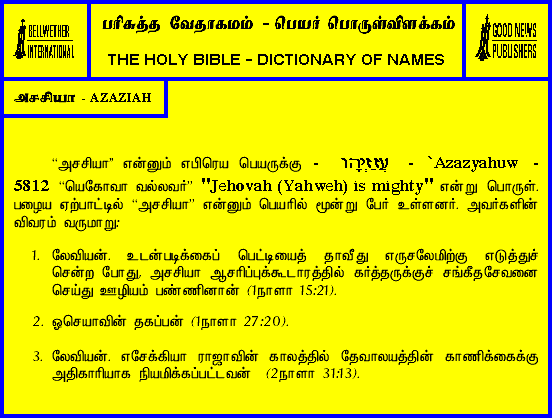 BELLWETHER
INTERNATIONAL
பரிசுத்த வேதாகமம் - பெயர் பொருள்விளக்கம்
THE HOLY BIBLE - DICTIONARY OF NAMES
GOOD NEWS
PUBLISHERS
அசசியா - AZAZIAH
“அசசியா” என்னும் எபிரெய பெயருக்கு - עֲזַזְיָהוּ - `Azazyahuw -
5812 “யெகோவா வல்லவர்” "Jehovah (Yahweh) is mighty" என்று பொருள்.
பழைய ஏற்பாட்டில் “அசசியா” என்னும் பெயரில் மூன்று பேர் உள்ளனர். அவர்களின்
விவரம் வருமாறு:
1. லேவியன். உடன்படிக்கைப் பெட்டியைத் தாவீது எருசலேமிற்கு எடுத்துச்
சென்ற போது, அசசியா ஆசரிப்புக்கூடாரத்தில் கர்த்தருக்குச் சங்கீதசேவனை
செய்து ஊழியம் பண்ணினான் (1நாளா 15:21).
2. ஒசெயாவின் தகப்பன் (1நாளா 27:20).
3. லேவியன். எசேக்கியா ராஜாவின் காலத்தில் தேவாலயத்தின் காணிக்கைக்கு
அதிகாரியாக நியமிக்கப்பட்டவன் (2நாளா 31:13).